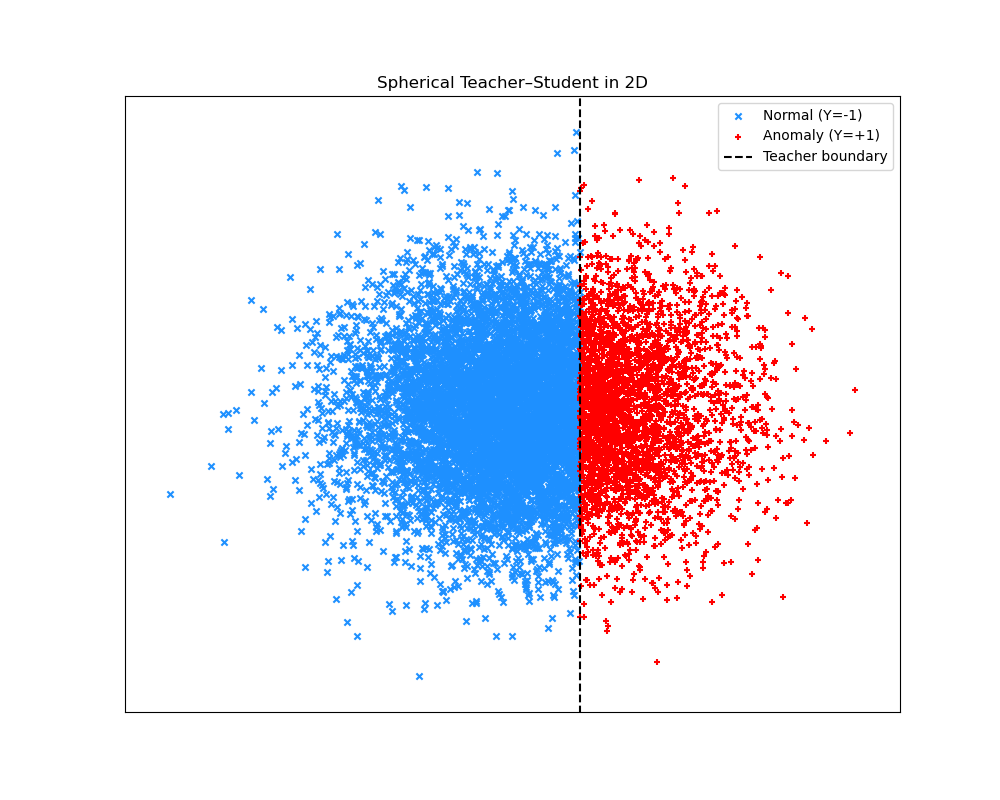 Spherical Teacher–Student in 2D
Normal (Y=-1)
Anomaly (Y=+1)
Teacher boundary